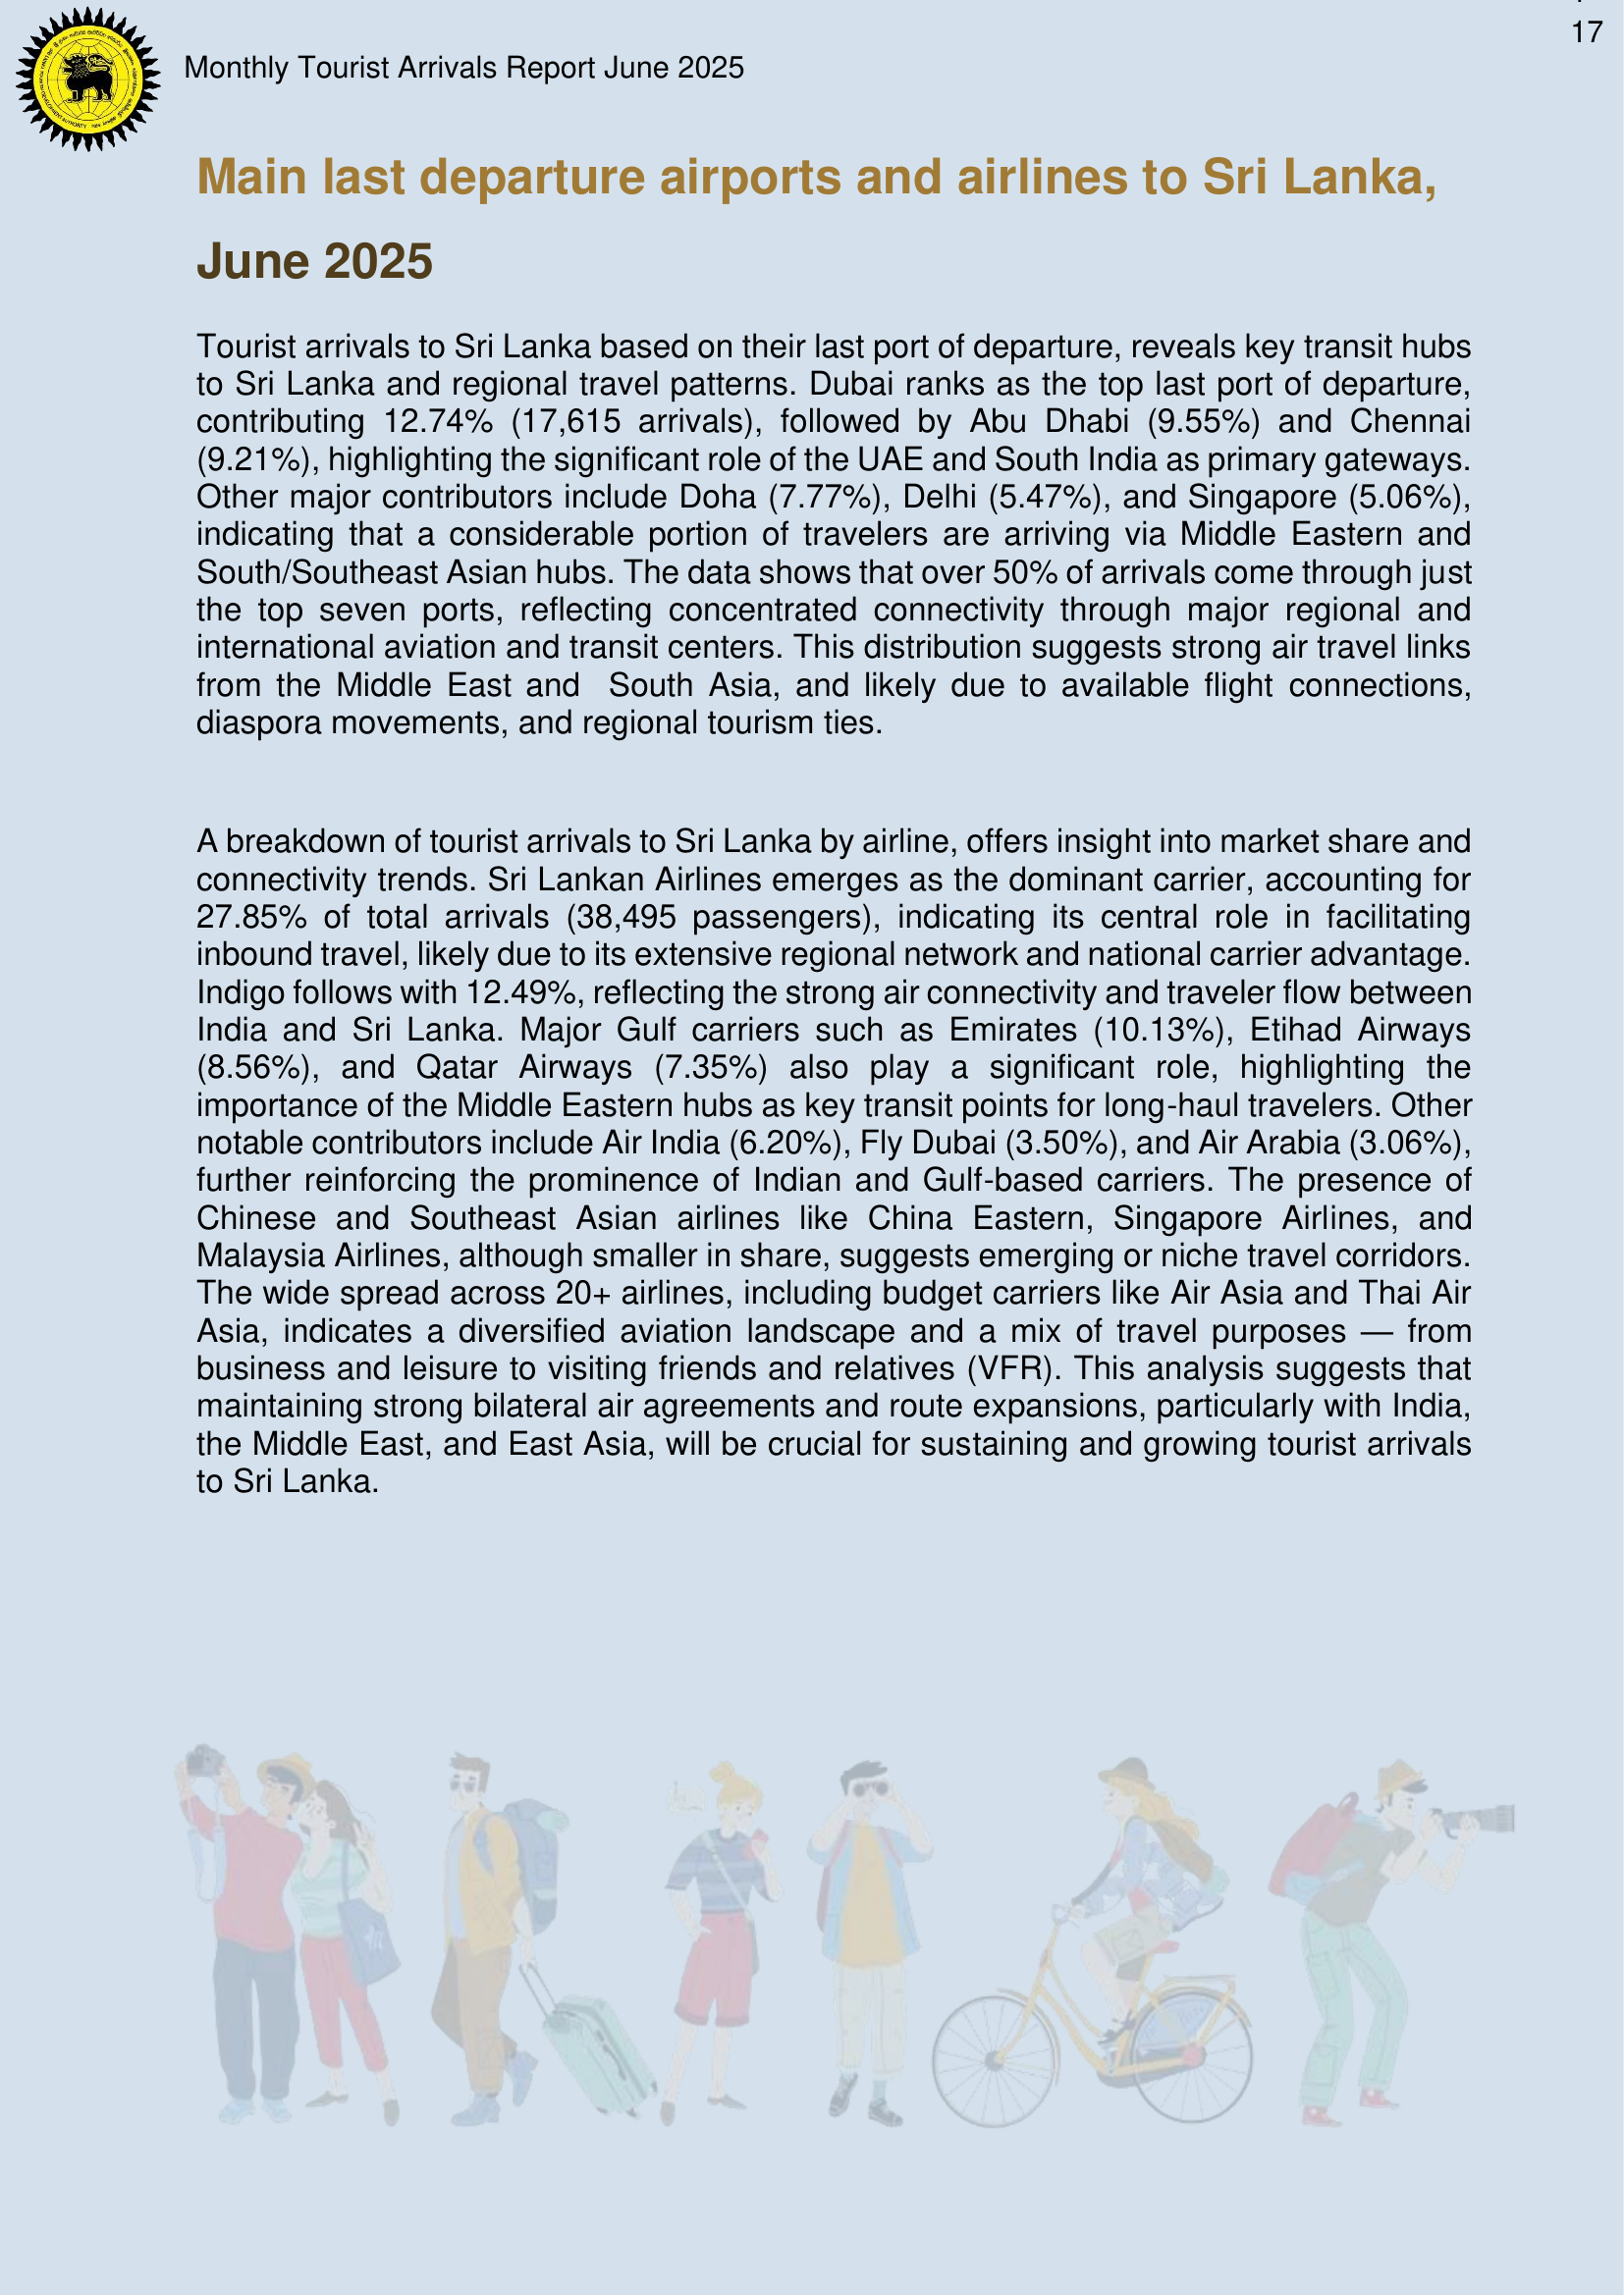 17
Monthly Tourist Arrivals Report June 2025
Main last departure airports and airlines to Sri Lanka,
June 2025
Tourist arrivals to Sri Lanka based on their last port of departure, reveals key transit hubs
to Sri Lanka and regional travel patterns. Dubai ranks as the top last port of departure,
contributing 12.74% (17,615 arrivals), followed by Abu Dhabi (9.55%) and Chennai
(9.21%), highlighting the significant role of the UAE and South India as primary gateways.
Other major contributors include Doha (7.77%), Delhi (5.47%), and Singapore (5.06%),
indicating that a considerable portion of travelers are arriving via Middle Eastern and
South/Southeast Asian hubs. The data shows that over 50% of arrivals come through just
the top seven ports, reflecting concentrated connectivity through major regional and
international aviation and transit centers. This distribution suggests strong air travel links
from the Middle East and  South Asia, and likely due to available flight connections,
diaspora movements, and regional tourism ties.
A breakdown of tourist arrivals to Sri Lanka by airline, offers insight into market share and
connectivity trends. Sri Lankan Airlines emerges as the dominant carrier, accounting for
27.85% of total arrivals (38,495 passengers), indicating its central role in facilitating
inbound travel, likely due to its extensive regional network and national carrier advantage.
Indigo follows with 12.49%, reflecting the strong air connectivity and traveler flow between
India and Sri Lanka. Major Gulf carriers such as Emirates (10.13%), Etihad Airways
(8.56%), and Qatar Airways (7.35%) also play a significant role, highlighting the
importance of the Middle Eastern hubs as key transit points for long-haul travelers. Other
notable contributors include Air India (6.20%), Fly Dubai (3.50%), and Air Arabia (3.06%),
further reinforcing the prominence of Indian and Gulf-based carriers. The presence of
Chinese and Southeast Asian airlines like China Eastern, Singapore Airlines, and
Malaysia Airlines, although smaller in share, suggests emerging or niche travel corridors.
The wide spread across 20+ airlines, including budget carriers like Air Asia and Thai Air
Asia, indicates a diversified aviation landscape and a mix of travel purposes — from
business and leisure to visiting friends and relatives (VFR). This analysis suggests that
maintaining strong bilateral air agreements and route expansions, particularly with India,
the Middle East, and East Asia, will be crucial for sustaining and growing tourist arrivals
to Sri Lanka.